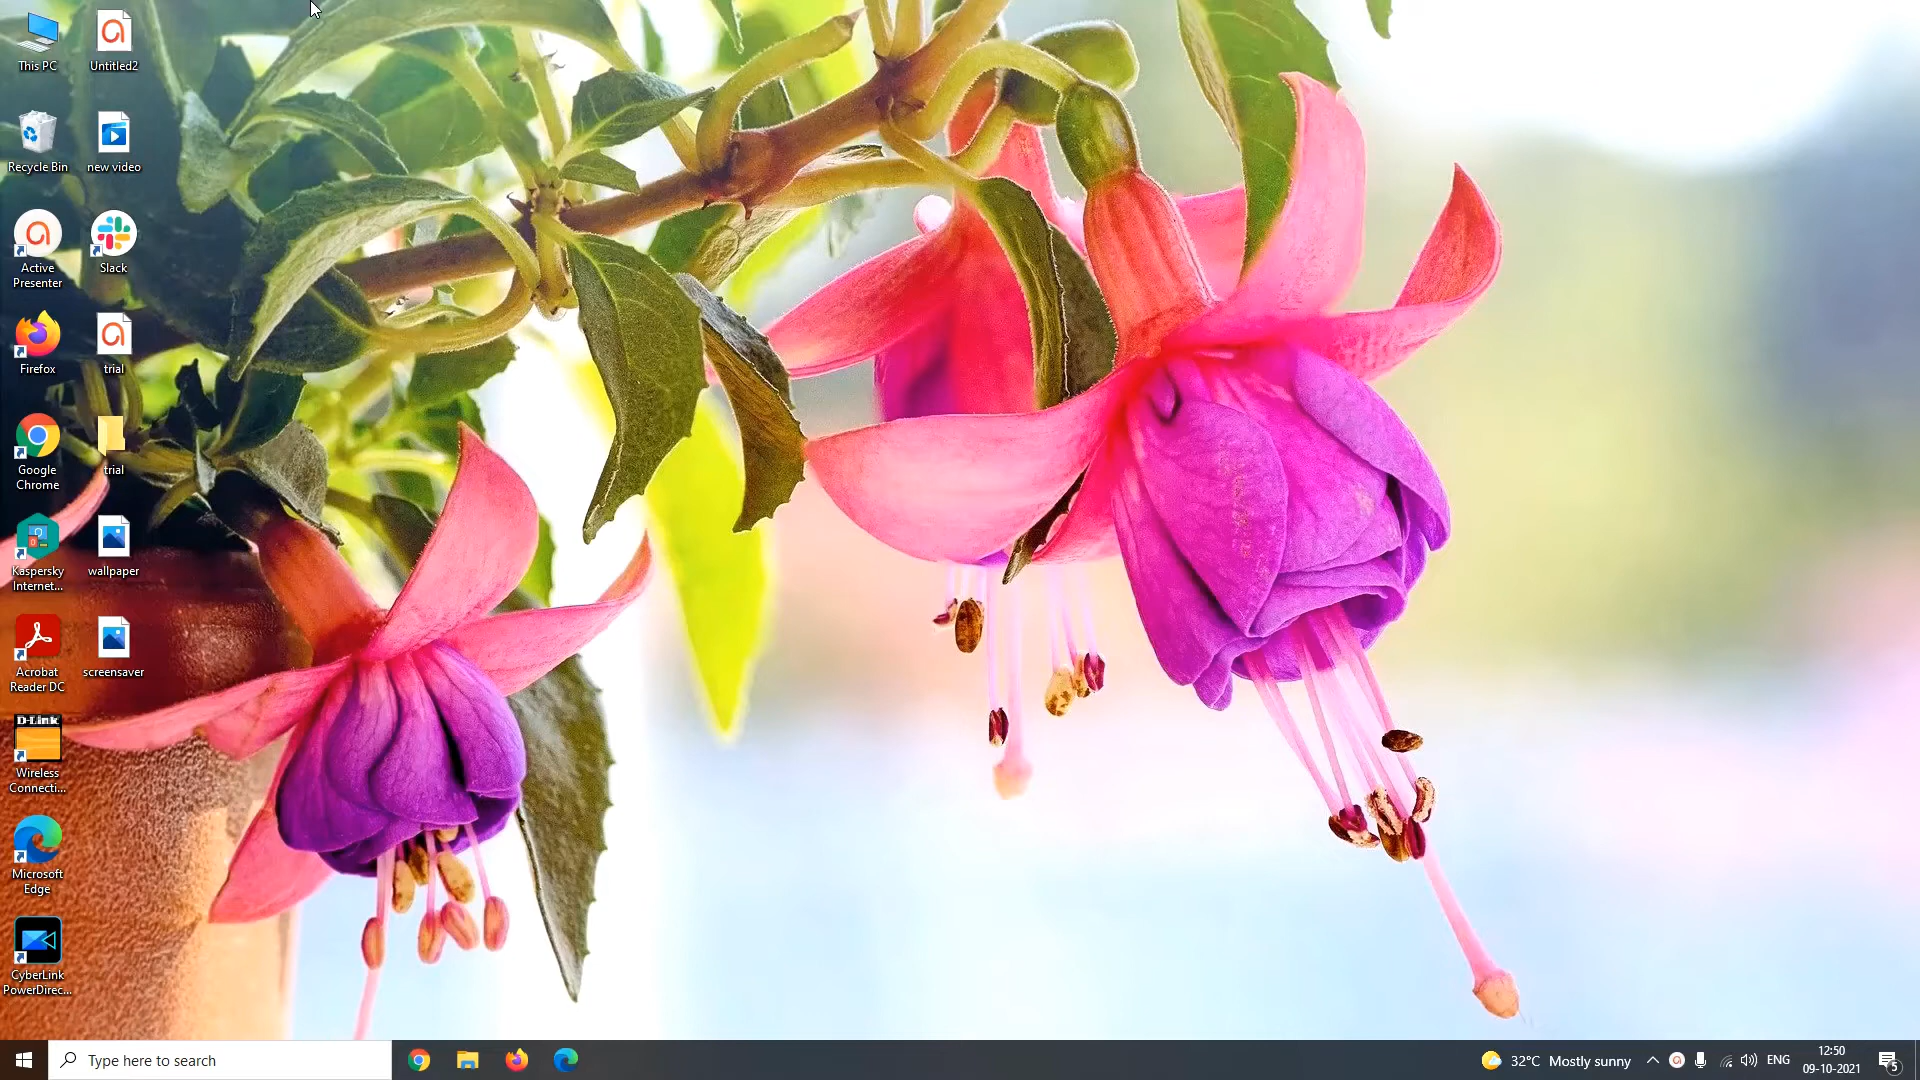 This PC
Untitled2
Recycle Bin
new video
Active
Presenter
Slack
Firefox
trial
Google
Chrome
trial
Kaspersky
Internet...
wallpaper
Acrobat
Reader DC
screensaver
D-Link
Wireless
Connecti...
Microsoft
Edge
CyberLink
PowerDirec...
Type here to search
32°C Mostly sunny
ENG
12:50
09-10-2021
5